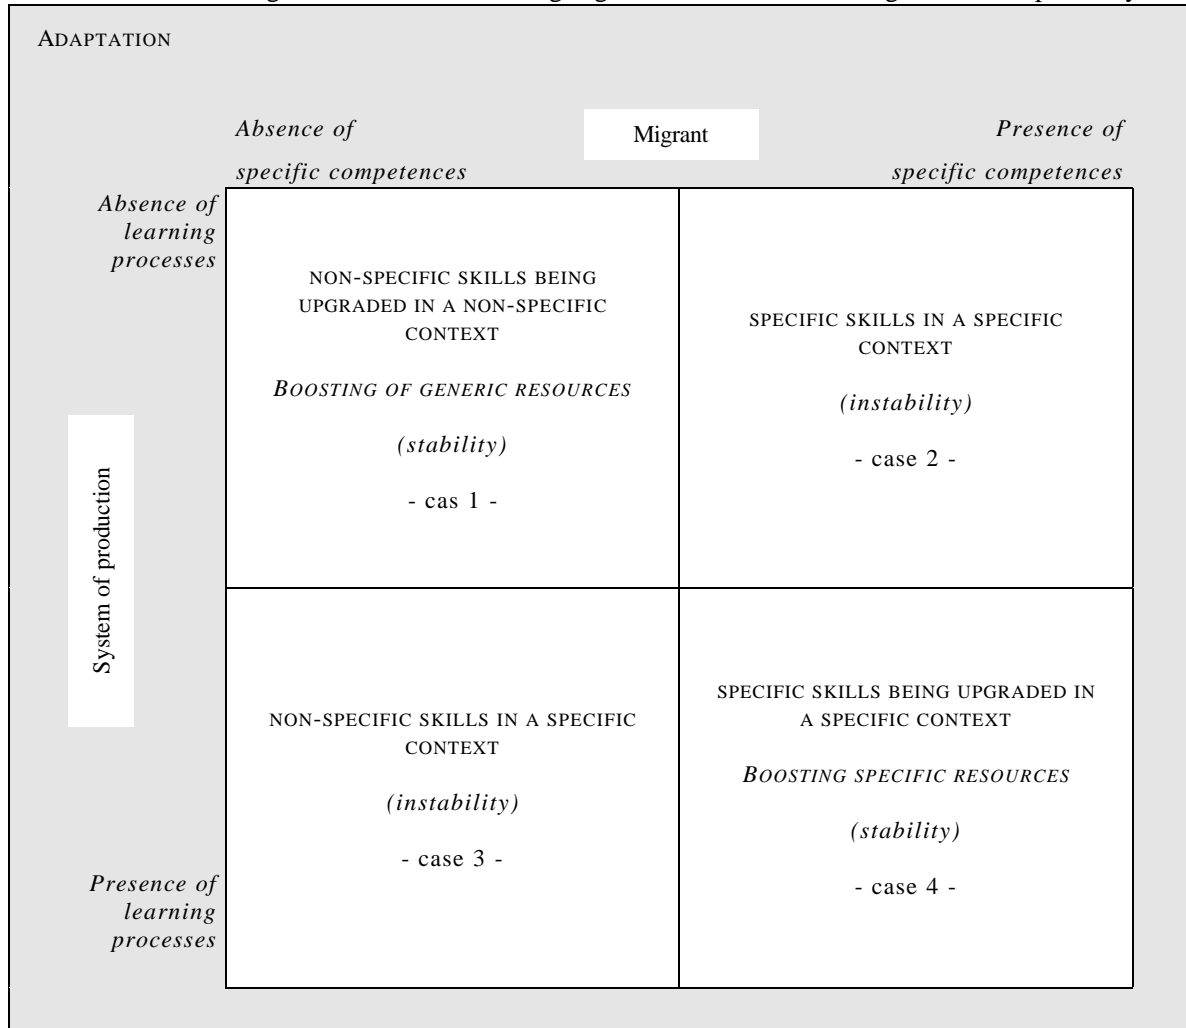 ADAPTATION
Absence of
specific competences
Migrant
Presence of
specific competences
Absence of
learning
processes
NON-SPECIFIC SKILLS BEING
UPGRADED IN A NON-SPECIFIC
CONTEXT
BOOSTING OF GENERIC RESOURCES
(stability)
- cas 1 -
SPECIFIC SKILLS IN A SPECIFIC
CONTEXT
(instability)
- case 2 -
System of production
NON-SPECIFIC SKILLS IN A SPECIFIC
CONTEXT
(instability)
- case 3 -
SPECIFIC SKILLS BEING UPGRADED IN
A SPECIFIC CONTEXT
BOOSTING SPECIFIC RESOURCES
(stability)
- case 4 -
Presence of
learning
processes